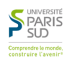 UNIVERSITÉ
PARIS
SUD
Comprendre le monde,
construire l'avenir®